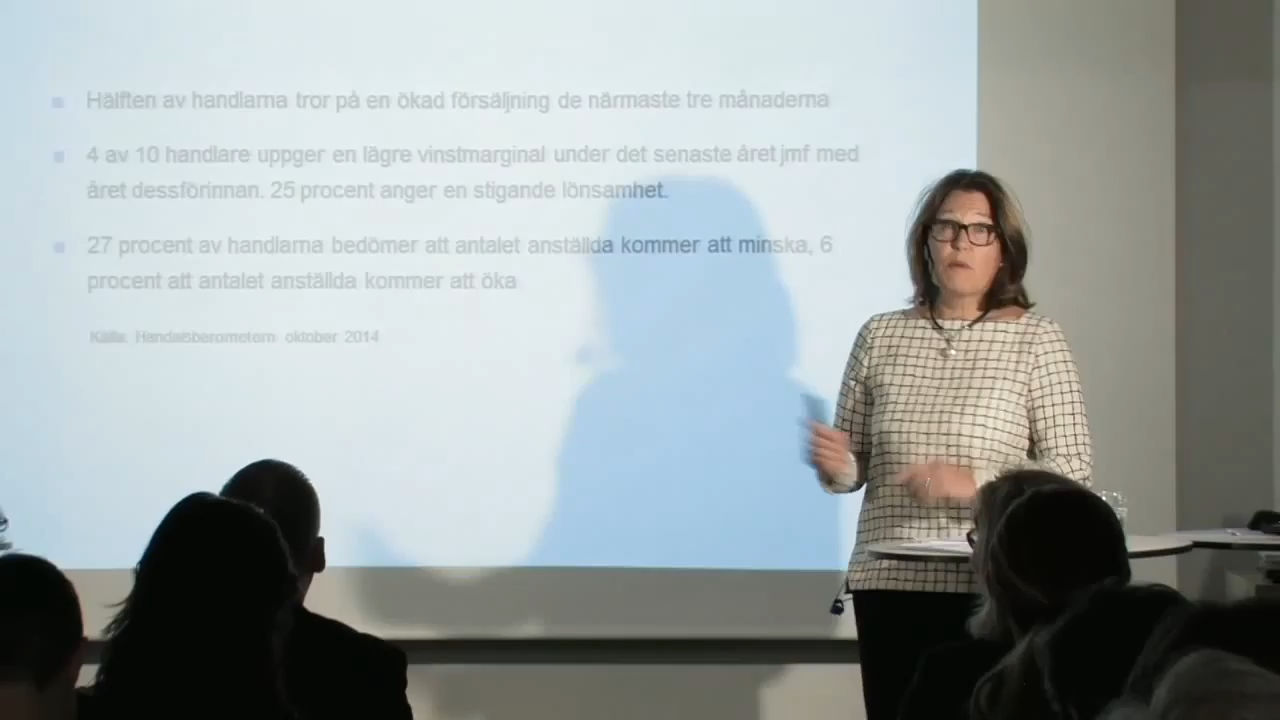 Hälften av handlarna tror på en ökad försäljning de närmaste tre månaderna
4 av 10 handlare uppger en lägre vinstmarginal under det senaste året jmf med
året dessförinnan. 25 procent anger en stigande lönsamhet.
27 procent av handlarna bedömer att antalet anställda kommer att minska, 6
procent att antalet anställda kommer att öka
Källa: Handelsbarometern oktober 2014